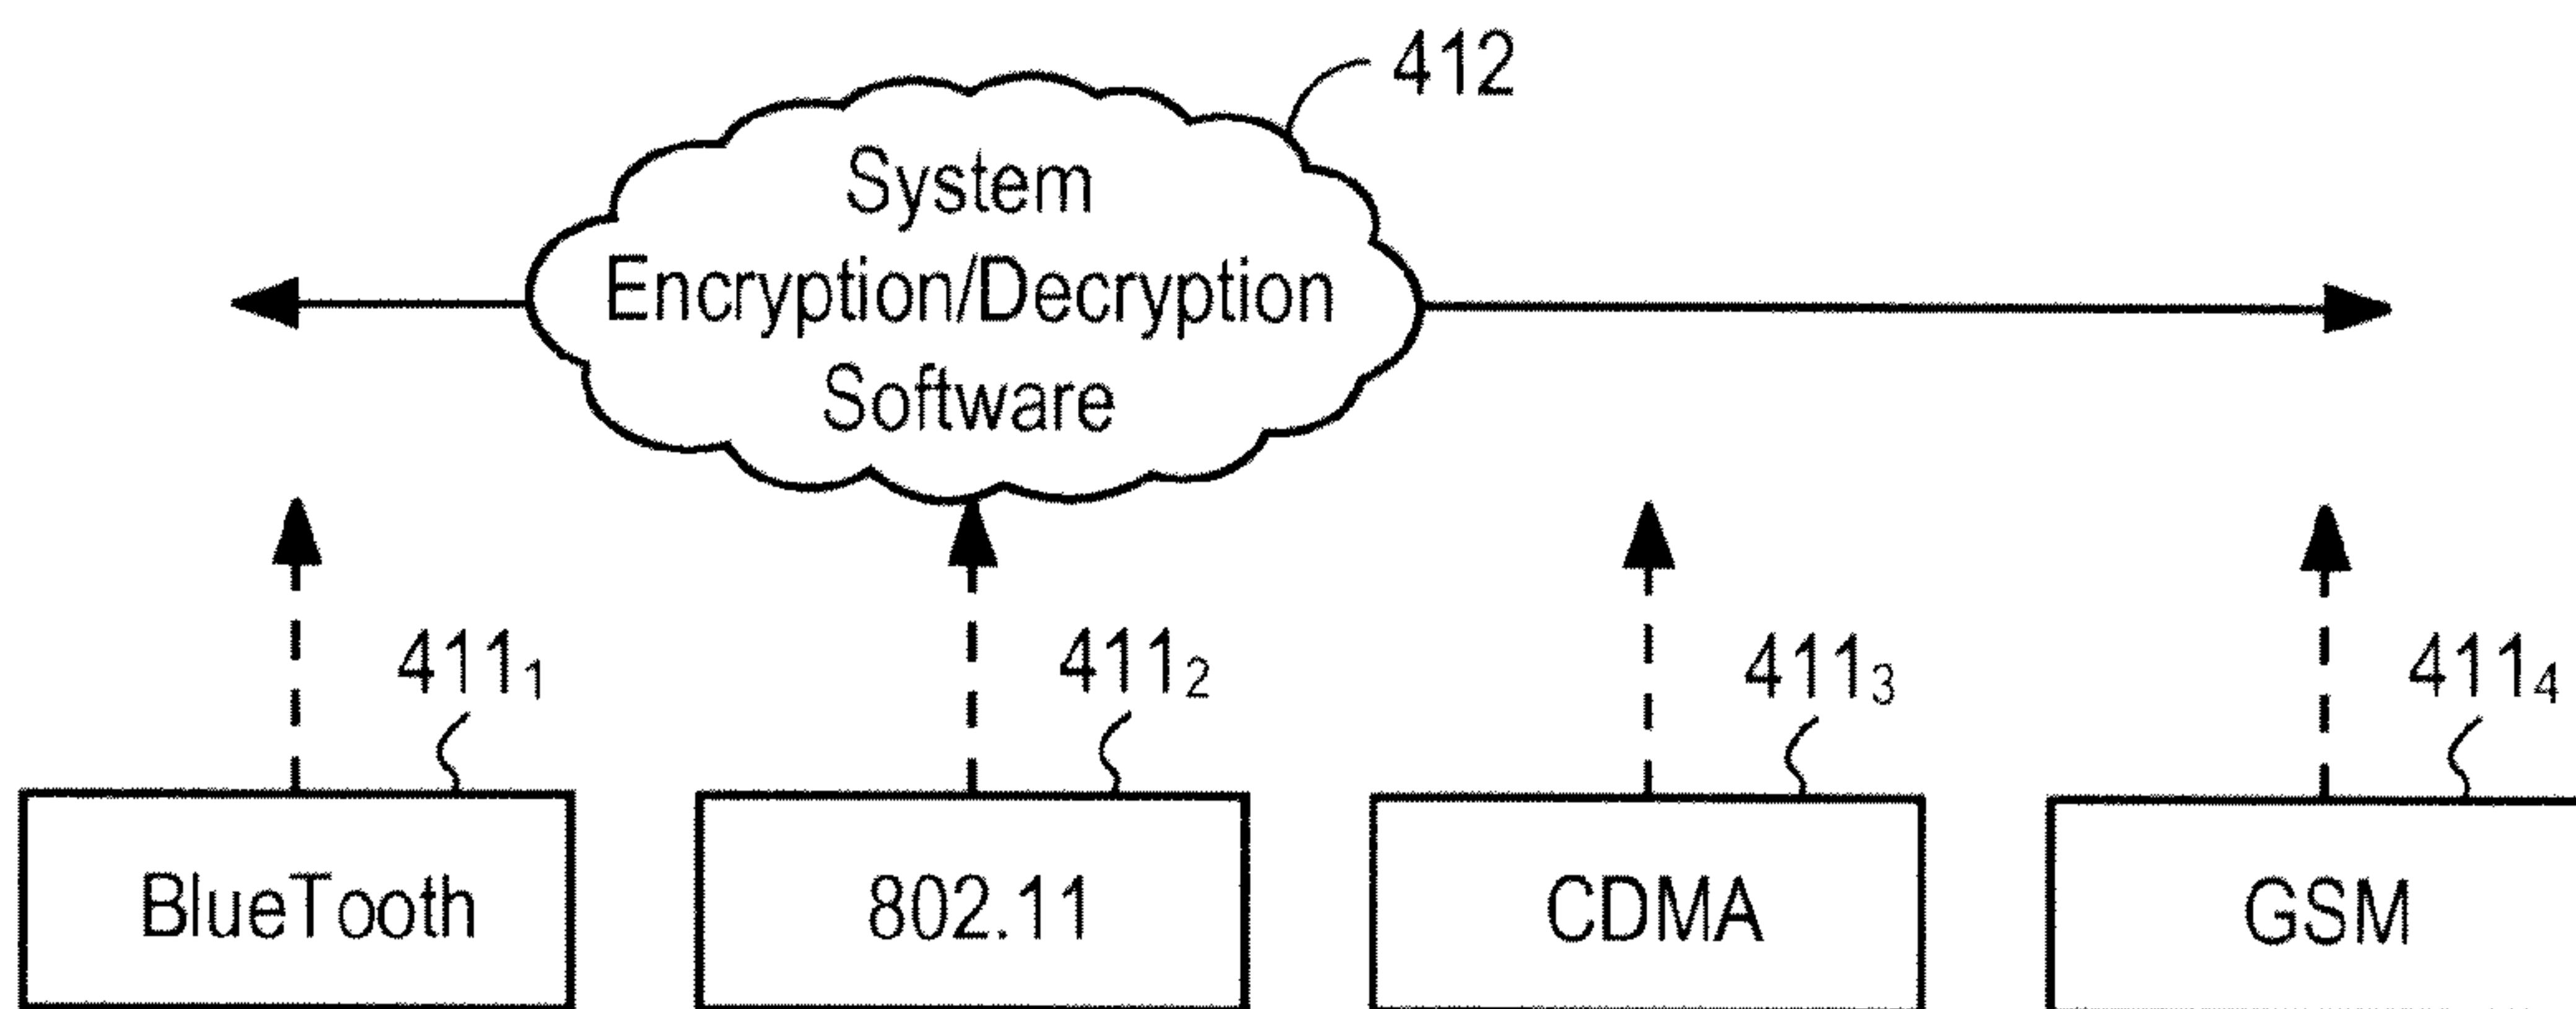 412
System
Encryption/Decryption
Software
411₁
411₂
411₃
411₄
BlueTooth
802.11
CDMA
GSM